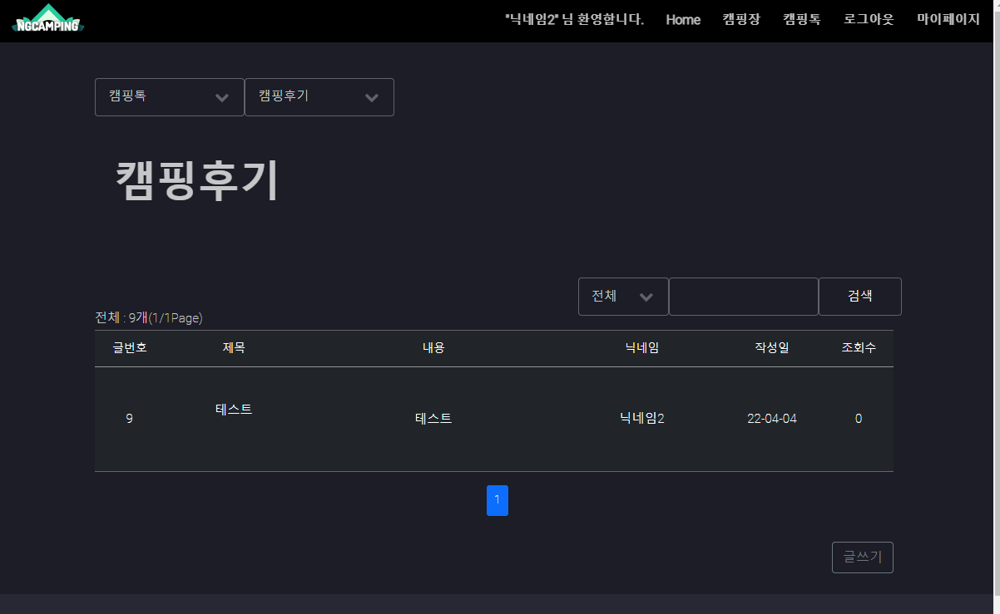 NGCAMPING
"닉네임2" 님 환영합니다. Home 캠핑장 캠핑톡 로그아웃 마이페이지
캠핑톡 캠핑후기
캠핑후기
전체 검색
전체 : 9개(1/1Page)
글번호 제목 내용 닉네임 작성일 조회수
9 테스트 테스트 닉네임2 22-04-04 0
1
글쓰기